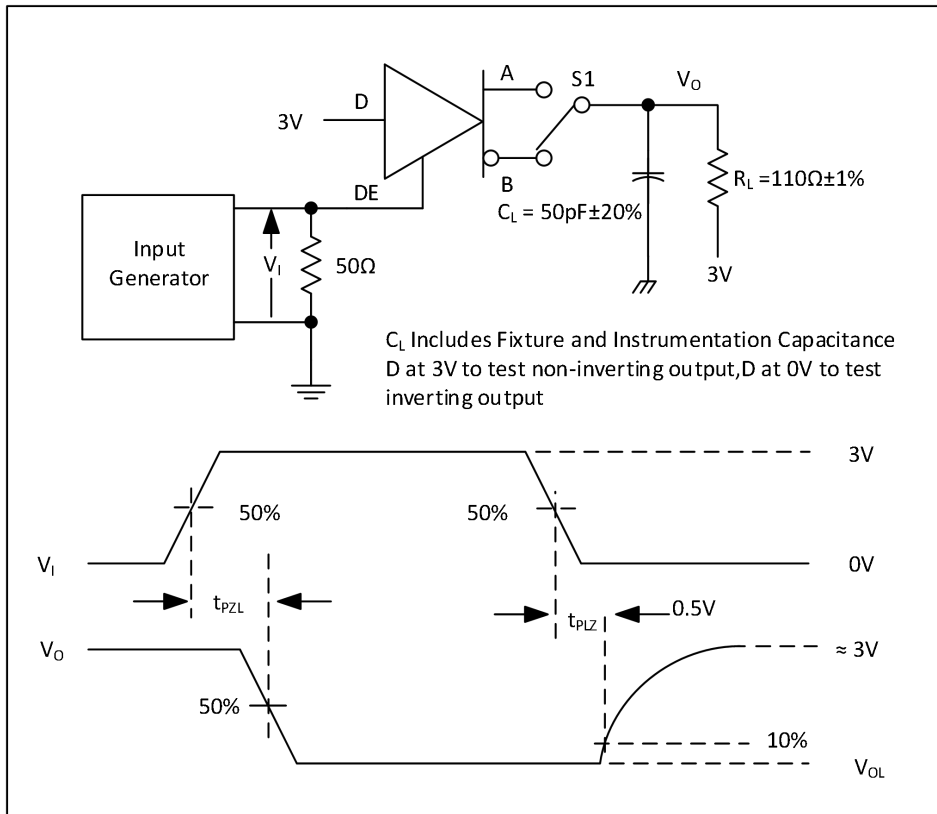 A
S1
V_O
D
3V
B
DE
C_L = 50pF±20%
R_L =110Ω±1%
Input
Generator
V_I
50Ω
3V
C_L Includes Fixture and Instrumentation Capacitance
D at 3V to test non-inverting output,D at 0V to test
inverting output
3V
50%
50%
V_I
0V
t_PZL
t_PLZ
0.5V
V_O
≈ 3V
50%
10%
V_OL